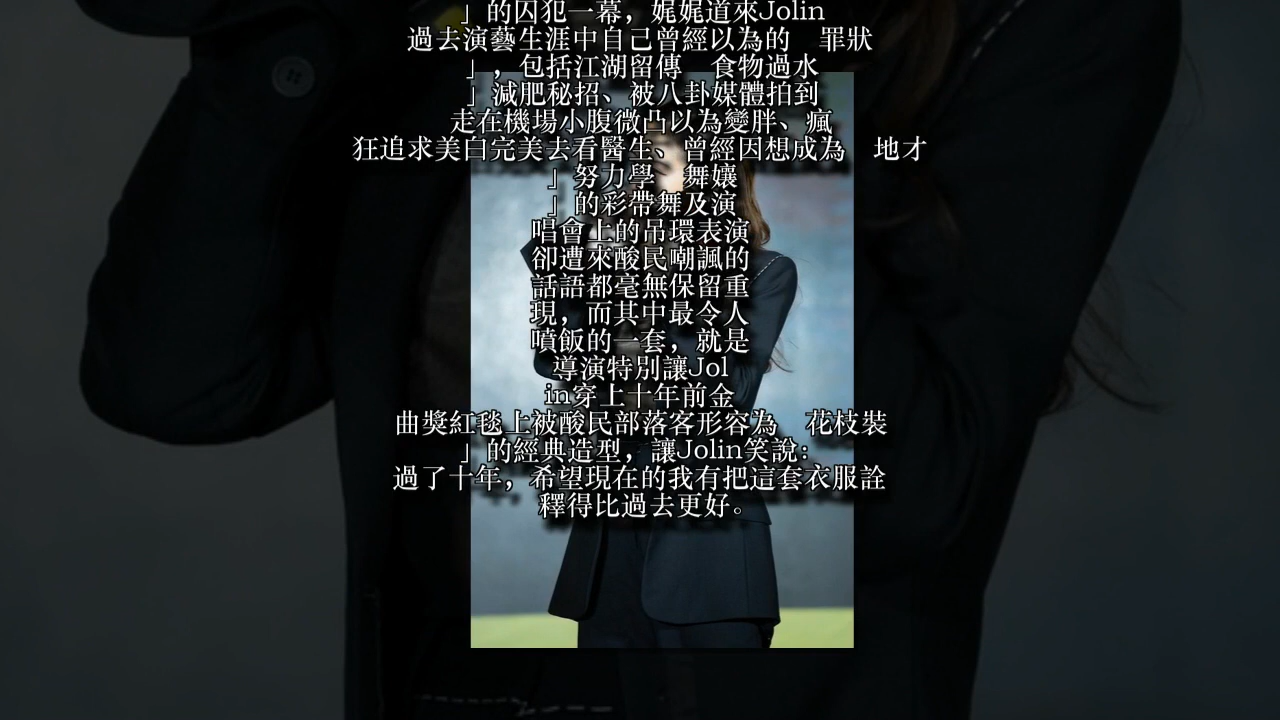 」的囚犯一幕，娓娓道來Jolin
過去演藝生涯中自己曾經以為的　罪狀
」，包括江湖留傳　食物過水
」減肥秘招、被八卦媒體拍到
走在機場小腹微凸以為變胖、瘋
狂追求美白完美去看醫生、曾經因想成為　地才
」努力學　舞孃
」的彩帶舞及演
唱會上的吊環表演
卻遭來酸民嘲諷的
話語都毫無保留重
現，而其中最令人
噴飯的一套，就是
導演特別讓Jol
in穿上十年前金
曲獎紅毯上被酸民部落客形容為　花枝裝
」的經典造型，讓Jolin笑說：
過了十年，希望現在的我有把這套衣服詮
釋得比過去更好。